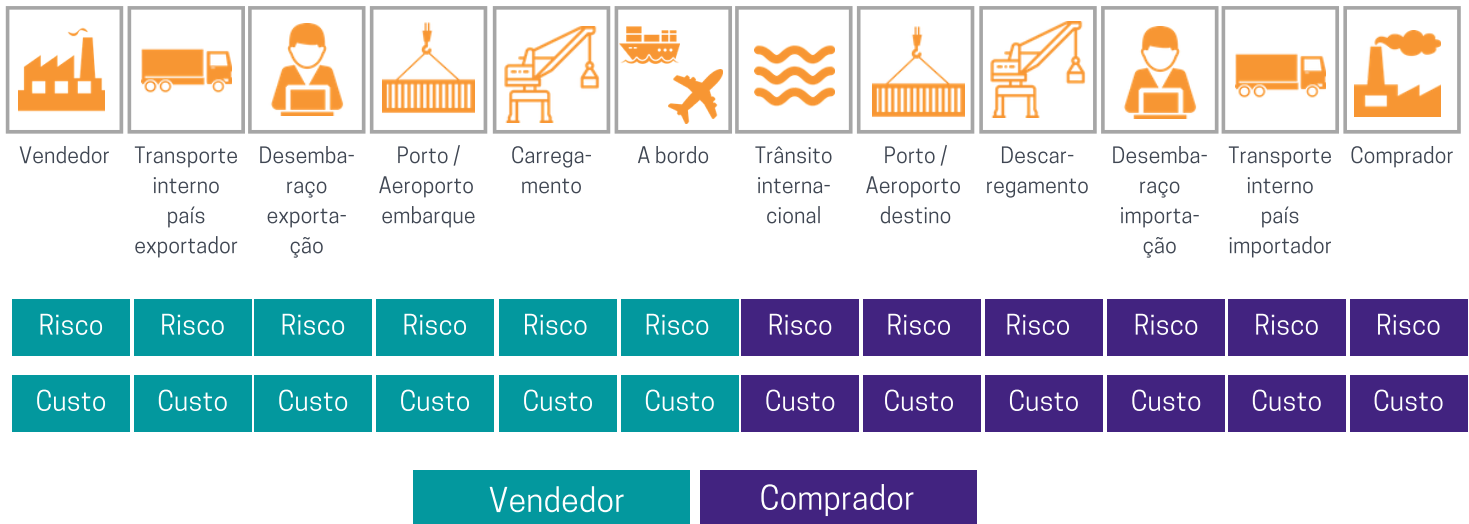 Vendedor
Transporte
interno
país
exportador
Desemba-
raço
exporta-
ção
Porto /
Aeroporto
embarque
Carrega-
mento
A bordo
Trânsito
interna-
cional
Porto /
Aeroporto
destino
Descar-
regamento
Desemba-
raço
importa-
ção
Transporte
interno
país
importador
Comprador
Risco Risco Risco Risco Risco Risco Risco Risco Risco Risco Risco Risco
Custo Custo Custo Custo Custo Custo Custo Custo Custo Custo Custo Custo
Vendedor Comprador